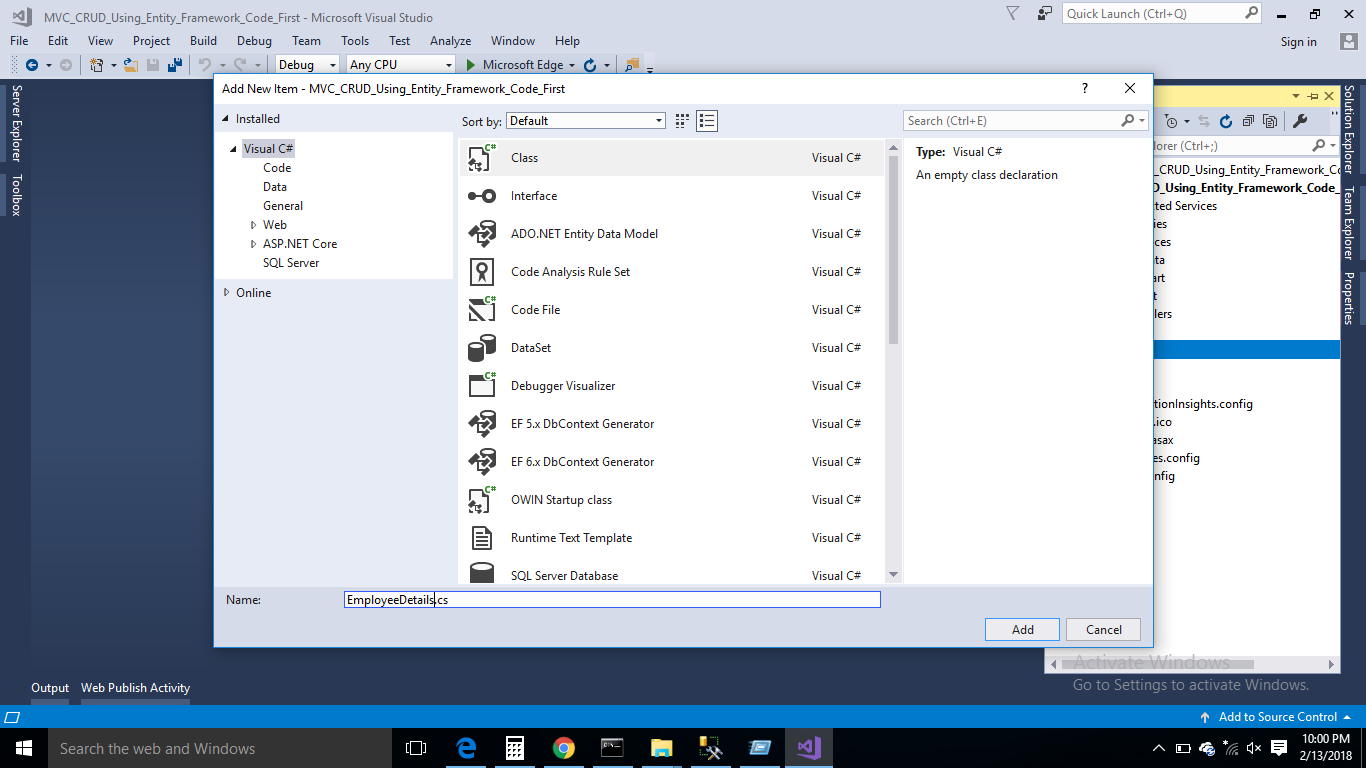 MVC_CRUD_Using_Entity_Framework_Code_First - Microsoft Visual Studio
Quick Launch (Ctrl+Q)
File Edit View Project Build Debug Team Tools Test Analyze Window Help
Sign in
Debug Any CPU Microsoft Edge
Server Explorer
Toolbox
Add New Item - MVC_CRUD_Using_Entity_Framework_Code_First
?
Installed
Visual C#
Code
Data
General
Web
ASP.NET Core
SQL Server
Online
Sort by: Default
Search (Ctrl+E)
Class Visual C#
Interface Visual C#
ADO.NET Entity Data Model Visual C#
Code Analysis Rule Set Visual C#
Code File Visual C#
DataSet Visual C#
Debugger Visualizer Visual C#
EF 5.x DbContext Generator Visual C#
EF 6.x DbContext Generator Visual C#
OWIN Startup class Visual C#
Runtime Text Template Visual C#
SQL Server Database Visual C#
Type: Visual C#
An empty class declaration
Name: EmployeeDetails.cs
Add Cancel
lorer (Ctrl+;)
_CRUD_Using_Entity_Framework_Co
D_Using_Entity_Framework_Code_
ted Services
ies
ces
ta
art
t
lers
tionInsights.config
.ico
asax
es.config
nfig
Solution Explorer
Team Explorer
Properties
Activate Windows
Go to Settings to activate Windows.
Output Web Publish Activity
Add to Source Control
Search the web and Windows
10:00 PM
2/13/2018